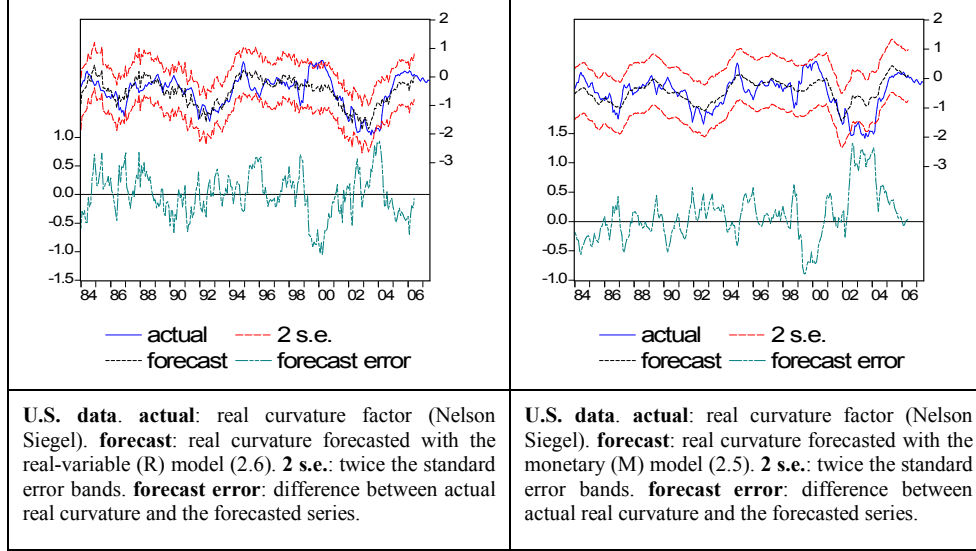 2
1
0
-1
-2
-3
1.0
0.5
0.0
-0.5
-1.0
-1.5
84 86 88 90 92 94 96 98 00 02 04 06
actual 2 s.e.
forecast forecast error
2
1
0
-1
-2
-3
1.5
1.0
0.5
0.0
-0.5
-1.0
84 86 88 90 92 94 96 98 00 02 04 06
actual 2 s.e.
forecast forecast error
U.S. data. actual: real curvature factor (Nelson
Siegel). forecast: real curvature forecasted with the
real-variable (R) model (2.6). 2 s.e.: twice the standard
error bands. forecast error: difference between actual
real curvature and the forecasted series.
U.S. data. actual: real curvature factor (Nelson
Siegel). forecast: real curvature forecasted with the
monetary (M) model (2.5). 2 s.e.: twice the standard
error bands. forecast error: difference between
actual real curvature and the forecasted series.